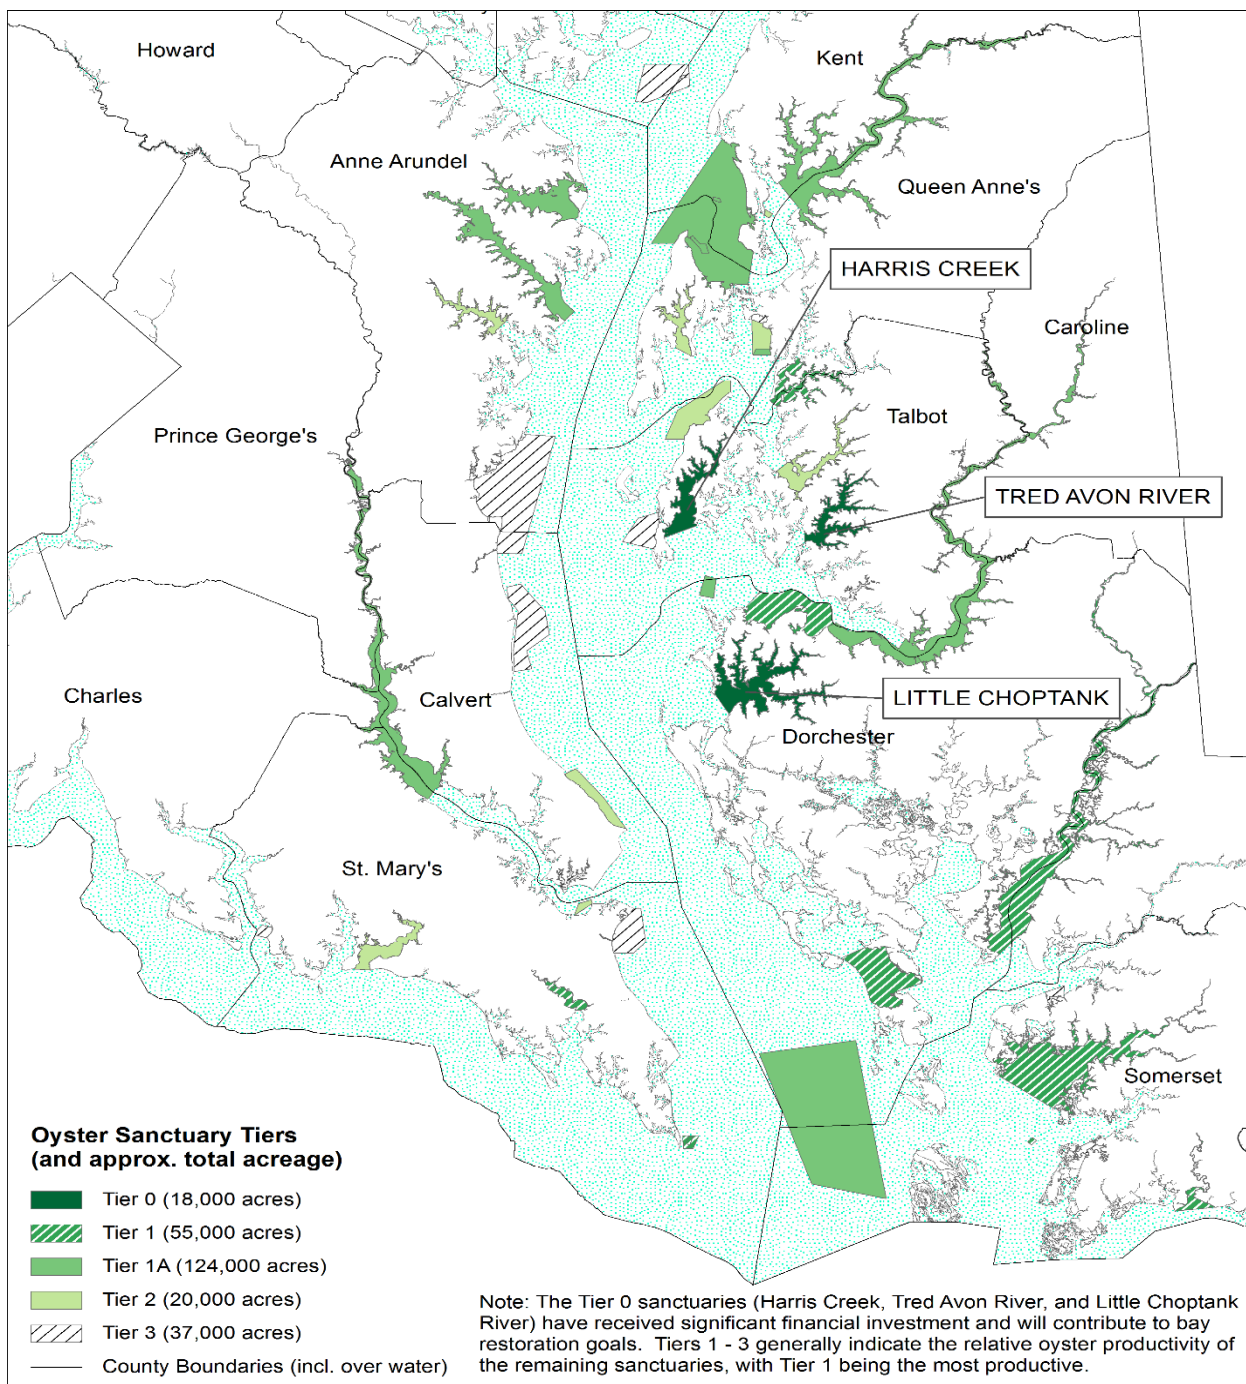 Howard
Kent
Anne Arundel
Queen Anne's
HARRIS CREEK
Caroline
Talbot
Prince George's
TRED AVON RIVER
Charles
Calvert
LITTLE CHOPTANK
Dorchester
St. Mary's
Somerset
Oyster Sanctuary Tiers
(and approx. total acreage)
Tier 0 (18,000 acres)
Tier 1 (55,000 acres)
Tier 1A (124,000 acres)
Tier 2 (20,000 acres)
Tier 3 (37,000 acres)
County Boundaries (incl. over water)
Note: The Tier 0 sanctuaries (Harris Creek, Tred Avon River, and Little Choptank
River) have received significant financial investment and will contribute to bay
restoration goals. Tiers 1 - 3 generally indicate the relative oyster productivity of
the remaining sanctuaries, with Tier 1 being the most productive.